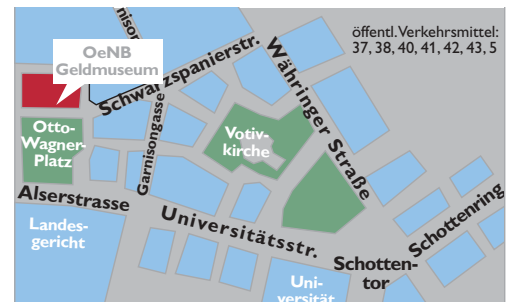 nisong
OeNB
Geldmuseum
Schwarzspanierstr.
Währinger Straße
öffentl.Verkehrsmittel:
37, 38, 40, 41, 42, 43, 5
Otto-
Wagner-
Platz
Garnisongasse
Votiv-
kirche
Alserstrasse
Universitätsstr.
Landes-
gericht
Schottenring
Schotten-
tor
Uni-
versität